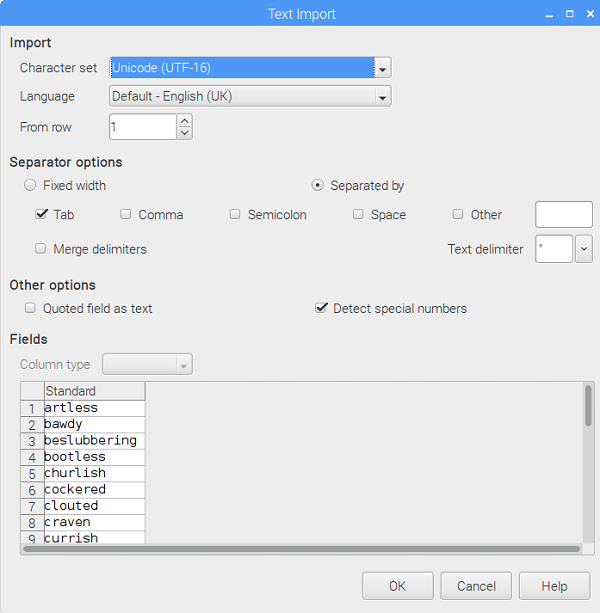 Text Import
Import
Character set Unicode (UTF-16)
Language Default - English (UK)
From row 1
Separator options
Fixed width Separated by
Tab Comma Semicolon Space Other
Merge delimiters Text delimiter "
Other options
Quoted field as text Detect special numbers
Fields
Column type
Standard
1 artless
2 bawdy
3 beslubbering
4 bootless
5 churlish
6 cockered
7 clouted
8 craven
9 currish
OK Cancel Help